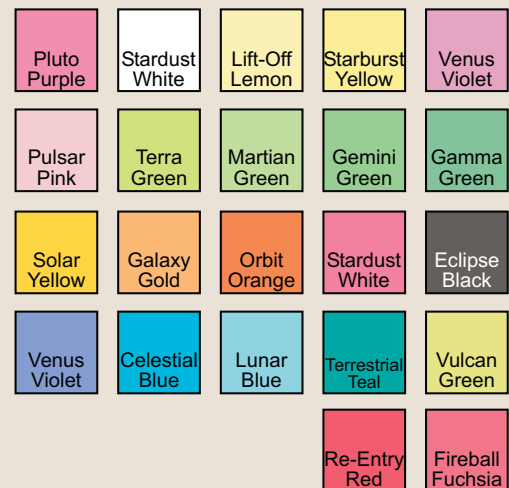 Pluto
Purple
Stardust
White
Lift-Off
Lemon
Starburst
Yellow
Venus
Violet
Pulsar
Pink
Terra
Green
Martian
Green
Gemini
Green
Gamma
Green
Solar
Yellow
Galaxy
Gold
Orbit
Orange
Stardust
White
Eclipse
Black
Venus
Violet
Celestial
Blue
Lunar
Blue
Terrestrial
Teal
Vulcan
Green
Re-Entry
Red
Fireball
Fuchsia